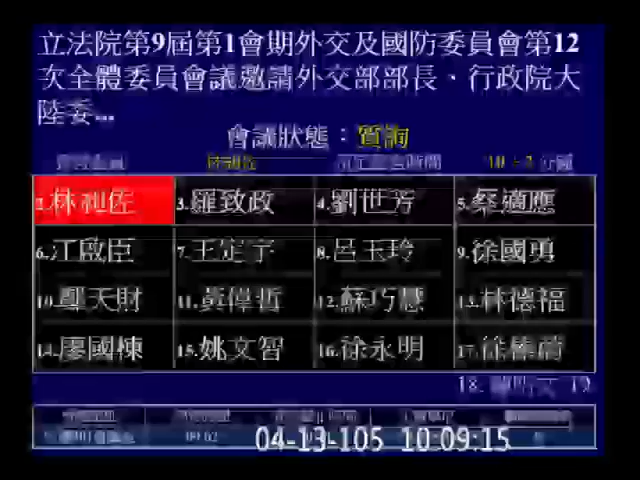 立法院第9屆第1會期外交及國防委員會第12
次全體委員會議邀請外交部部長、行政院大
陸委...
會議狀態：質詢
2.林昶佐 3.羅致政 4.劉世芳 5.蔡適應
6.江啟臣 7.王定宇 8.呂玉玲 9.徐國勇
10.鄭天財 11.黃偉哲 12.蘇巧慧 13.林德福
14.廖國棟 15.姚文智 16.徐永明 17.徐榛蔚
18. 19
04-13-105 10:09:15